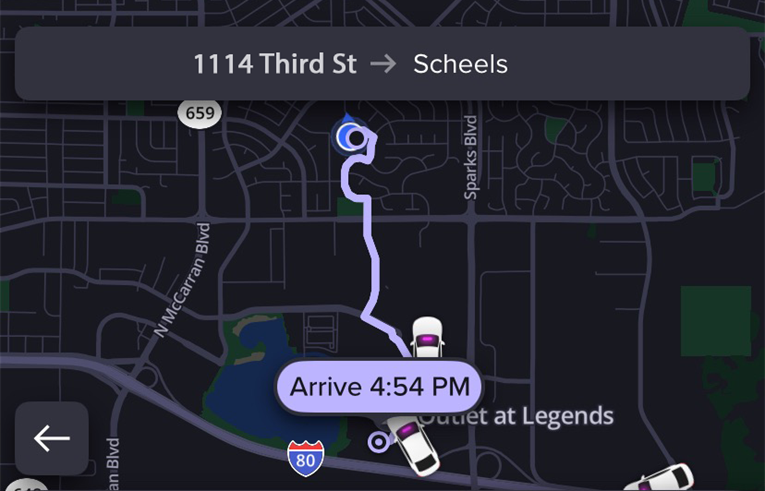 1114 Third St → Scheels
659
Sparks Blvd
N McCarran Blvd
Arrive 4:54 PM
Outlet at Legends
80
an Blvd